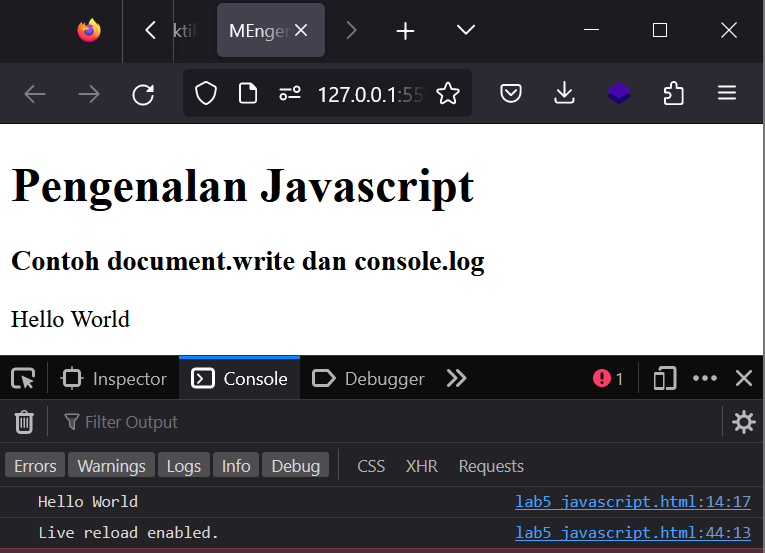 MEnger
127.0.0.1:55
Pengenalan Javascript
Contoh document.write dan console.log
Hello World
Inspector Console Debugger 1
Filter Output
Errors Warnings Logs Info Debug CSS XHR Requests
Hello World lab5_javascript.html:14:17
Live reload enabled. lab5_javascript.html:44:13